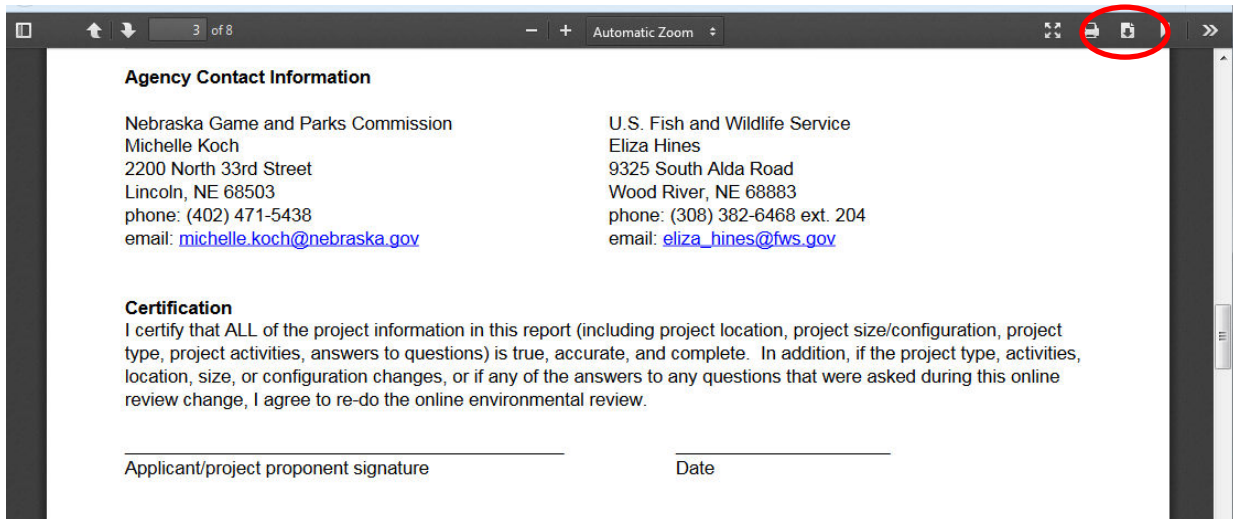 3 of 8
Automatic Zoom
Agency Contact Information
Nebraska Game and Parks Commission
Michelle Koch
2200 North 33rd Street
Lincoln, NE 68503
phone: (402) 471-5438
email: michelle.koch@nebraska.gov
U.S. Fish and Wildlife Service
Eliza Hines
9325 South Alda Road
Wood River, NE 68883
phone: (308) 382-6468 ext. 204
email: eliza_hines@fws.gov
Certification
I certify that ALL of the project information in this report (including project location, project size/configuration, project
type, project activities, answers to questions) is true, accurate, and complete.  In addition, if the project type, activities,
location, size, or configuration changes, or if any of the answers to any questions that were asked during this online
review change, I agree to re-do the online environmental review.
Applicant/project proponent signature
Date